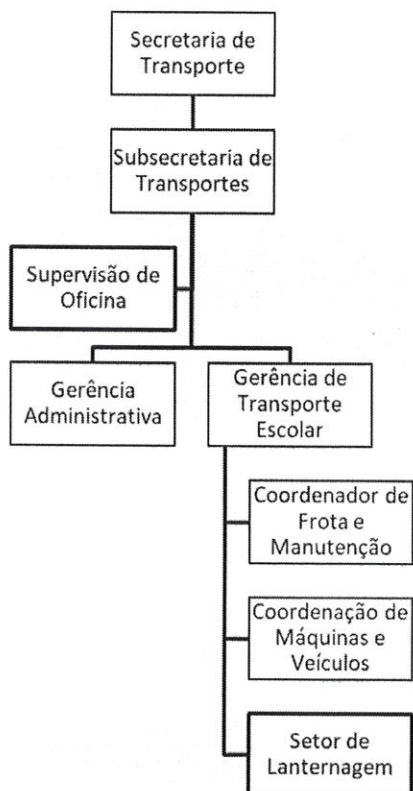 Secretaria de
Transporte
Subsecretaria de
Transportes
Supervisão de
Oficina
Gerência
Administrativa
Gerência de
Transporte
Escolar
Coordenador de
Frota e
Manutenção
Coordenação de
Máquinas e
Veículos
Setor de
Lanternagem